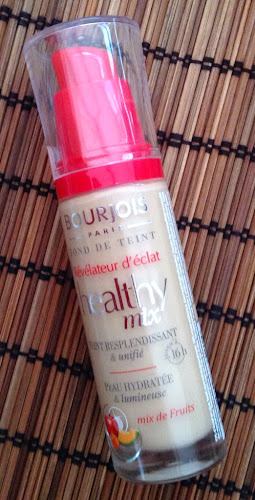 BOURJOIS
PARIS
FOND DE TEINT
Révélateur d'éclat
healthy
mix
TEINT RESPLENDISSANT
& unifié
16h
PEAU HYDRATÉE
& lumineuse
mix de Fruits